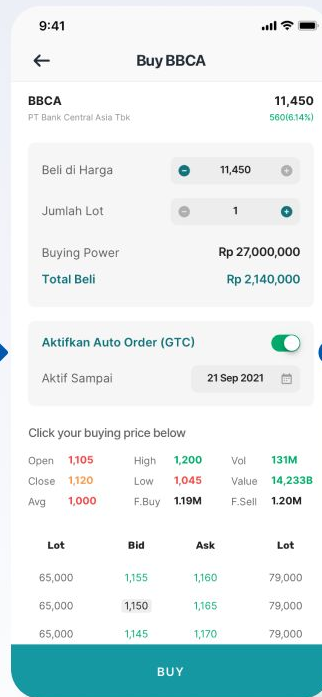 9:41
Buy BBCA
BBCA 11,450
PT Bank Central Asia Tbk 560(6.14%)
Beli di Harga 11,450
Jumlah Lot 1
Buying Power Rp 27,000,000
Total Beli Rp 2,140,000
Aktifkan Auto Order (GTC)
Aktif Sampai 21 Sep 2021
Click your buying price below
Open 1,105 High 1,200 Vol 131M
Close 1,120 Low 1,045 Value 14,233B
Avg 1,000 F.Buy 1.19M F.Sell 1.20M
Lot Bid Ask Lot
65,000 1,155 1,160 79,000
65,000 1,150 1,165 79,000
65,000 1,145 1,170 79,000
BUY